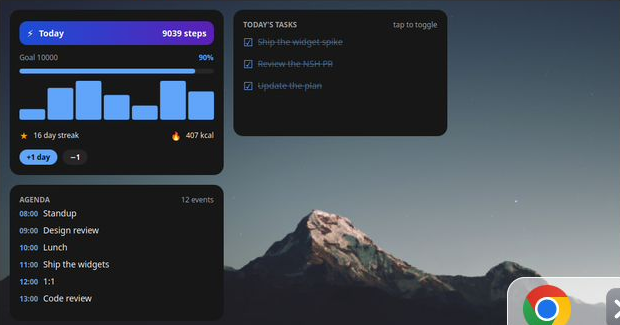 ⚡ Today 9039 steps
Goal 10000 90%
★ 16 day streak 🔥 407 kcal
+1 day −1
AGENDA 12 events
08:00 Standup
09:00 Design review
10:00 Lunch
11:00 Ship the widgets
12:00 1:1
13:00 Code review
TODAY'S TASKS tap to toggle
☑ Ship the widget spike
☑ Review the NSH PR
☑ Update the plan